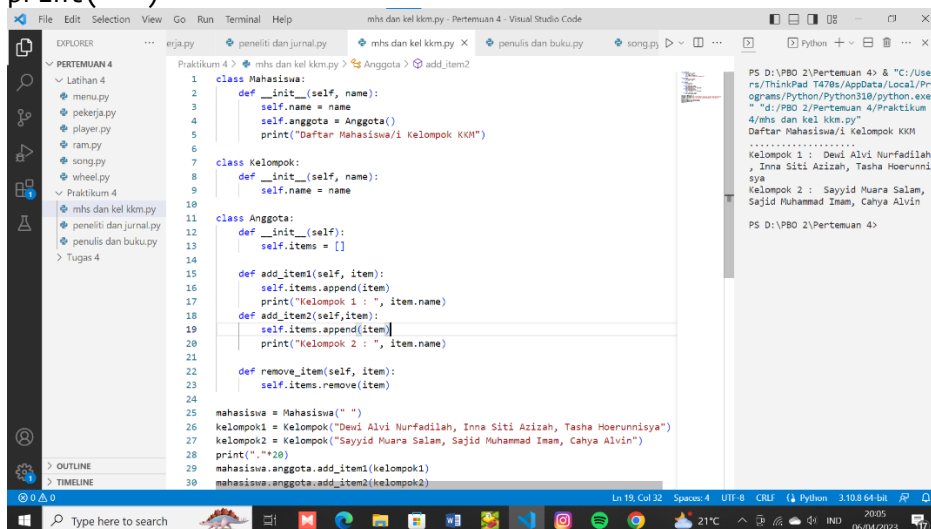 File Edit Selection View Go Run Terminal Help mhs dan kel kkm.py - Pertemuan 4 - Visual Studio Code
EXPLORER
PERTEMUAN 4
Latihan 4
menu.py
pekerja.py
player.py
ram.py
song.py
wheel.py
Praktikum 4
mhs dan kel kkm.py
peneliti dan jurnal.py
penulis dan buku.py
Tugas 4
OUTLINE
TIMELINE
erja.py peneliti dan jurnal.py mhs dan kel kkm.py penulis dan buku.py song.py
Praktikum 4 > mhs dan kel kkm.py > Anggota > add_item2
1 class Mahasiswa:
2 def __init__(self, name):
3 self.name = name
4 self.anggota = Anggota()
5 print("Daftar Mahasiswa/i Kelompok KKM")
6
7 class Kelompok:
8 def __init__(self, name):
9 self.name = name
10
11 class Anggota:
12 def __init__(self):
13 self.items = []
14
15 def add_item1(self, item):
16 self.items.append(item)
17 print("Kelompok 1 : ", item.name)
18 def add_item2(self,item):
19 self.items.append(item)
20 print("Kelompok 2 : ", item.name)
21
22 def remove_item(self, item):
23 self.items.remove(item)
24
25 mahasiswa = Mahasiswa(" ")
26 kelompok1 = Kelompok("Dewi Alvi Nurfadilah, Inna Siti Azizah, Tasha Hoerunnisya")
27 kelompok2 = Kelompok("Sayyid Muara Salam, Sajid Muhammad Imam, Cahya Alvin")
28 print("."*20)
29 mahasiswa.anggota.add_item1(kelompok1)
30 mahasiswa.anggota.add_item2(kelompok2)
Python
PS D:\PBO 2\Pertemuan 4> & "C:/Use
rs/ThinkPad T470s/AppData/Local/Pr
ograms/Python/Python310/python.exe
" "d:/PBO 2/Pertemuan 4/Praktikum
4/mhs dan kel kkm.py"
Daftar Mahasiswa/i Kelompok KKM
....................
Kelompok 1 : Dewi Alvi Nurfadilah
, Inna Siti Azizah, Tasha Hoerunni
sya
Kelompok 2 : Sayyid Muara Salam,
Sajid Muhammad Imam, Cahya Alvin
PS D:\PBO 2\Pertemuan 4>
0 0 Ln 19, Col 32 Spaces: 4 UTF-8 CRLF Python 3.10.8 64-bit
Type here to search 21°C IND 20:05
06/04/2023